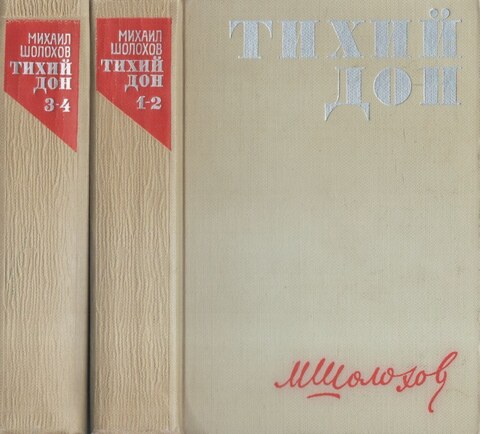 МИХАИЛ
ШОЛОХОВ
ТИХИЙ
ДОН
3-4
МИХАИЛ
ШОЛОХОВ
ТИХИЙ
ДОН
1-2
ТИХИЙ
ДОН
МШолохов